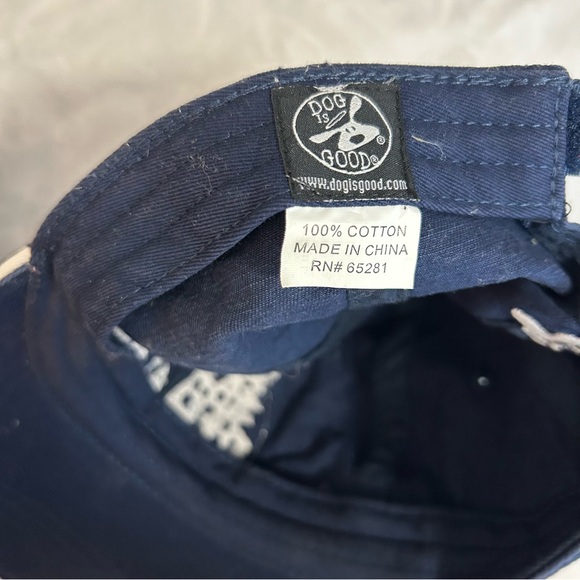 DOG
IS
GOOD®
®
www.dogisgood.com
100% COTTON
MADE IN CHINA
RN# 65281